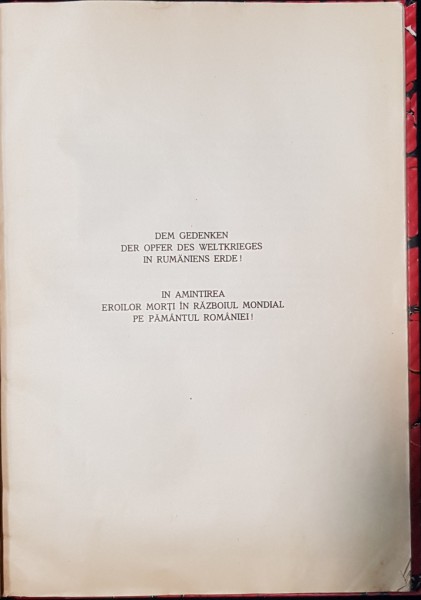 DEM GEDENKEN
DER OPFER DES WELTKRIEGES
IN RUMÄNIENS ERDE!
IN AMINTIREA
EROILOR MORȚI ÎN RĂZBOIUL MONDIAL
PE PĂMÂNTUL ROMÂNIEI!